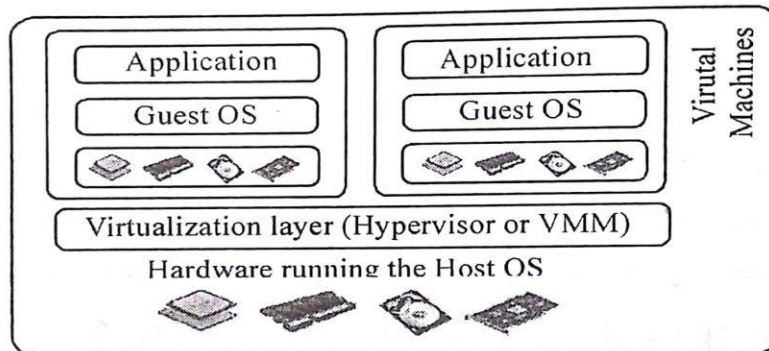 Application
Guest OS
Application
Guest OS
Virutal
Machines
Virtualization layer (Hypervisor or VMM)
Hardware running the Host OS